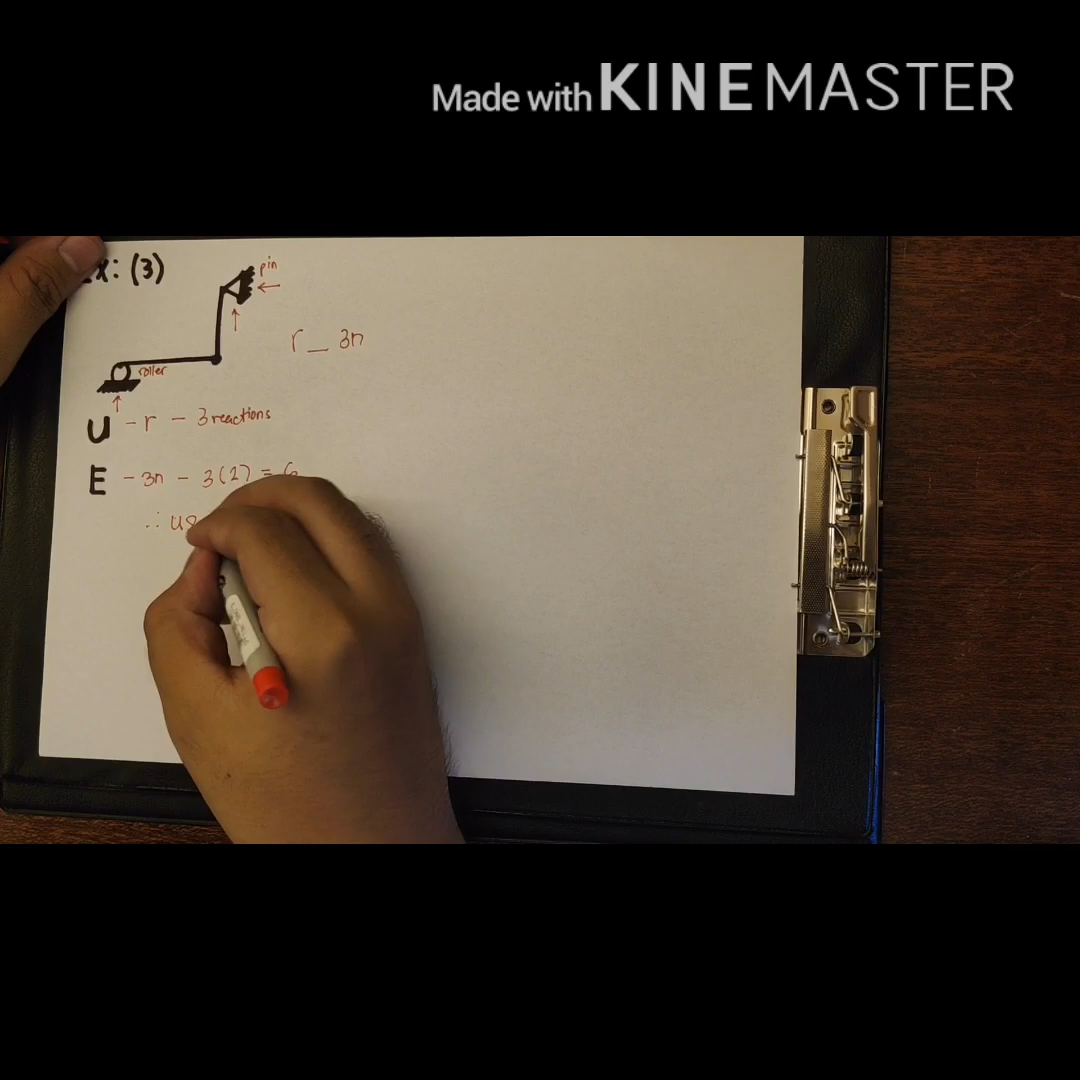 Made with KINEMASTER
Ex: (3)
pin
r _ 3n
roller
U - r - 3 reactions
E - 3n - 3(2) = 6
∴ U